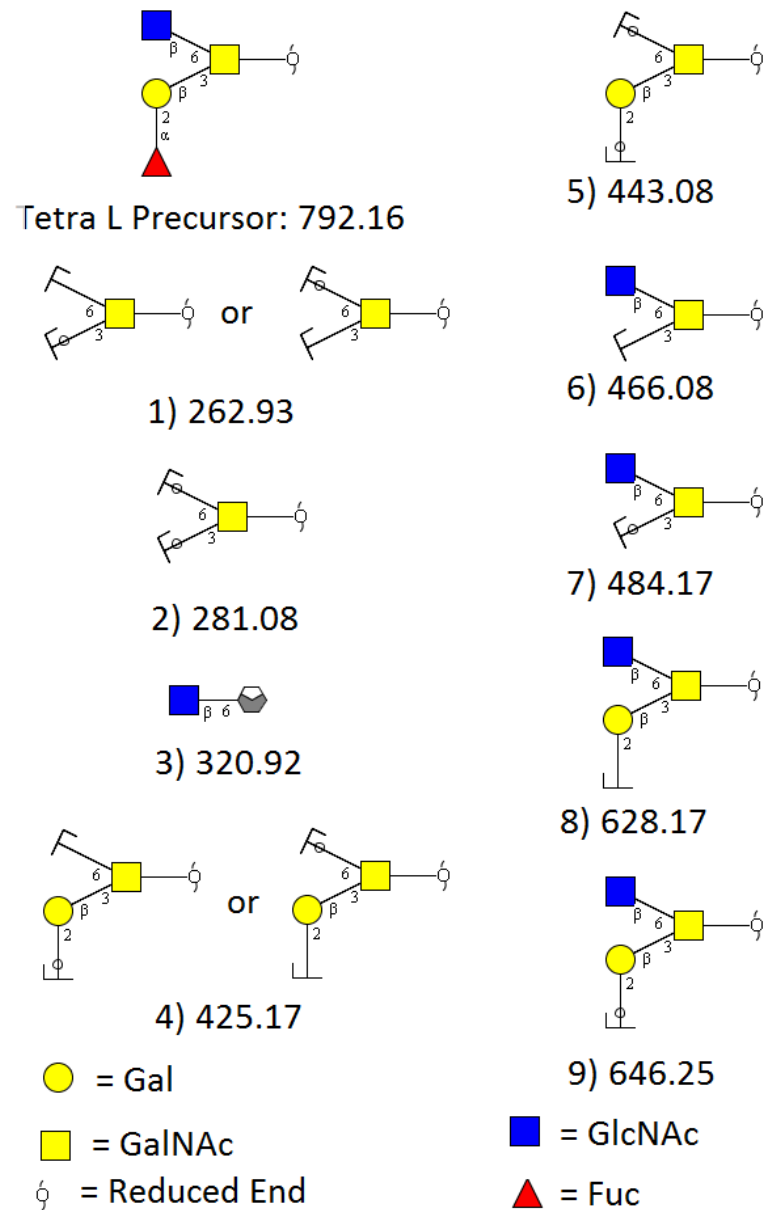 β
6
3
β
2
α
Tetra L Precursor: 792.16
6
3
or
6
3
1) 262.93
6
3
2) 281.08
β 6
3) 320.92
6
3
β
2
or
6
3
β
2
4) 425.17
= Gal
= GalNAc
= Reduced End
6
3
β
2
5) 443.08
β
6
3
6) 466.08
β
6
3
7) 484.17
β
6
3
β
2
8) 628.17
β
6
3
β
2
9) 646.25
= GlcNAc
= Fuc